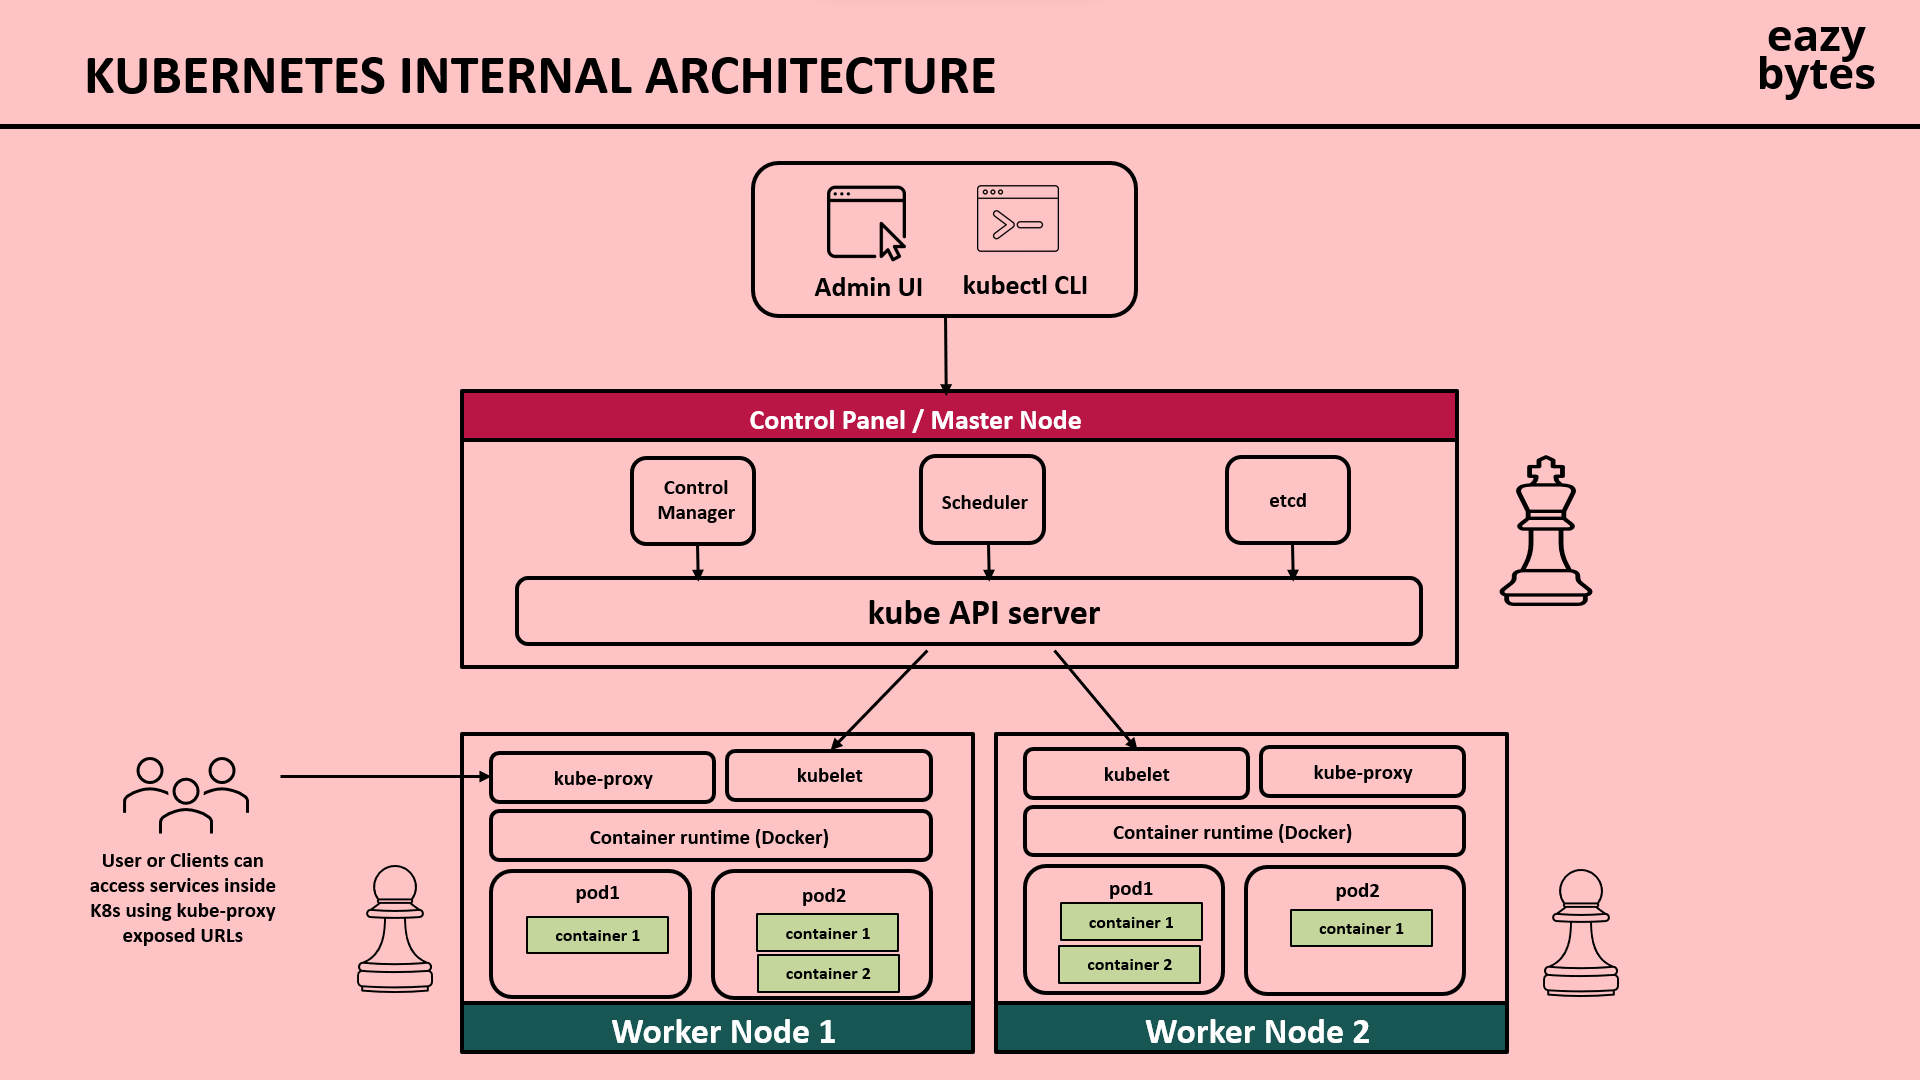 KUBERNETES INTERNAL ARCHITECTURE
eazy
bytes
Admin UI
kubectl CLI
Control Panel / Master Node
Control
Manager
Scheduler
etcd
kube API server
User or Clients can
access services inside
K8s using kube-proxy
exposed URLs
kube-proxy
kubelet
Container runtime (Docker)
pod1
container 1
pod2
container 1
container 2
Worker Node 1
kubelet
kube-proxy
Container runtime (Docker)
pod1
container 1
container 2
pod2
container 1
Worker Node 2